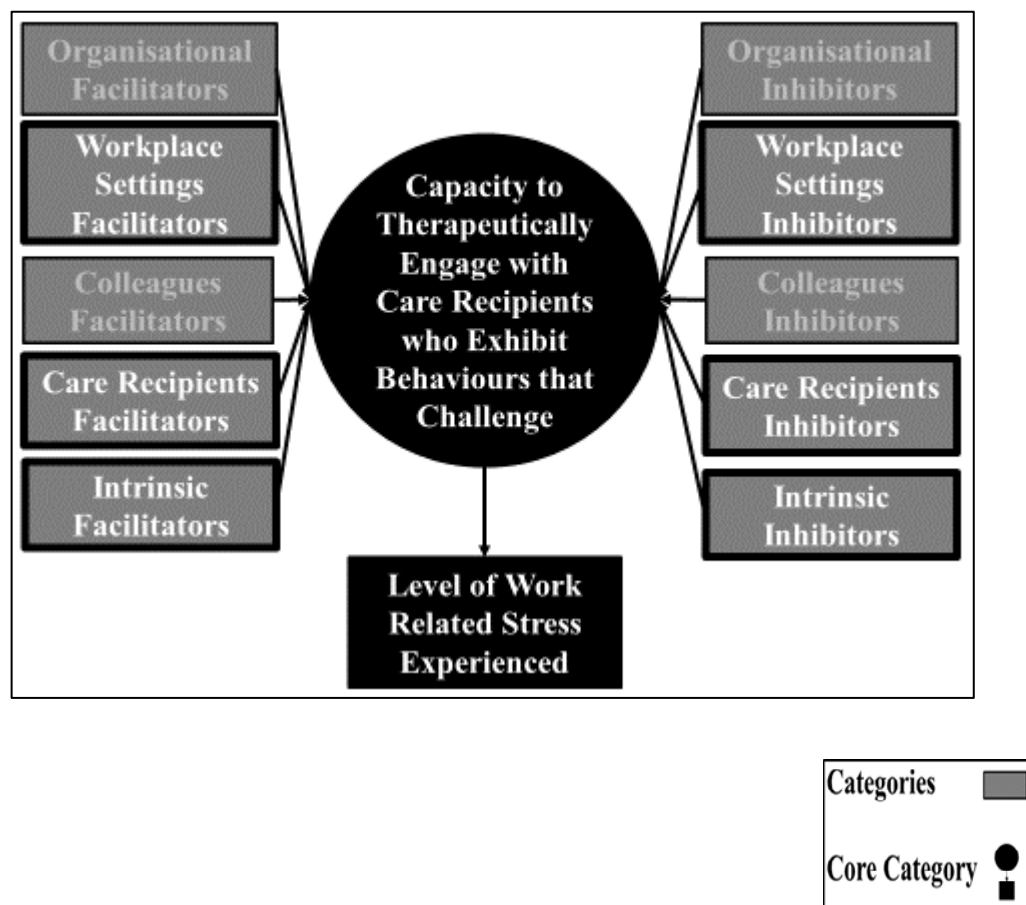 Organisational
Facilitators
Workplace
Settings
Facilitators
Colleagues
Facilitators
Care Recipients
Facilitators
Intrinsic
Facilitators
Capacity to
Therapeutically
Engage with
Care Recipients
who Exhibit
Behaviours that
Challenge
Level of Work
Related Stress
Experienced
Organisational
Inhibitors
Workplace
Settings
Inhibitors
Colleagues
Inhibitors
Care Recipients
Inhibitors
Intrinsic
Inhibitors
Categories
Core Category